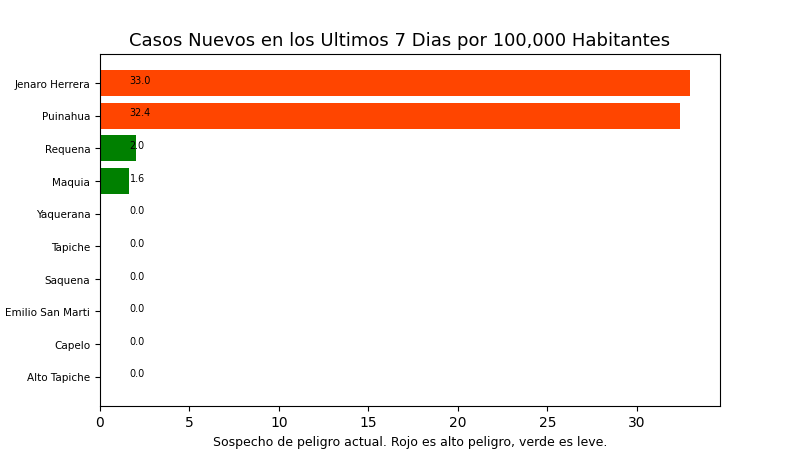 Casos Nuevos en los Ultimos 7 Dias por 100,000 Habitantes
Jenaro Herrera 33.0
Puinahua 32.4
Requena 2.0
Maquia 1.6
Yaquerana 0.0
Tapiche 0.0
Saquena 0.0
Emilio San Marti 0.0
Capelo 0.0
Alto Tapiche 0.0
0 5 10 15 20 25 30
Sospecho de peligro actual. Rojo es alto peligro, verde es leve.